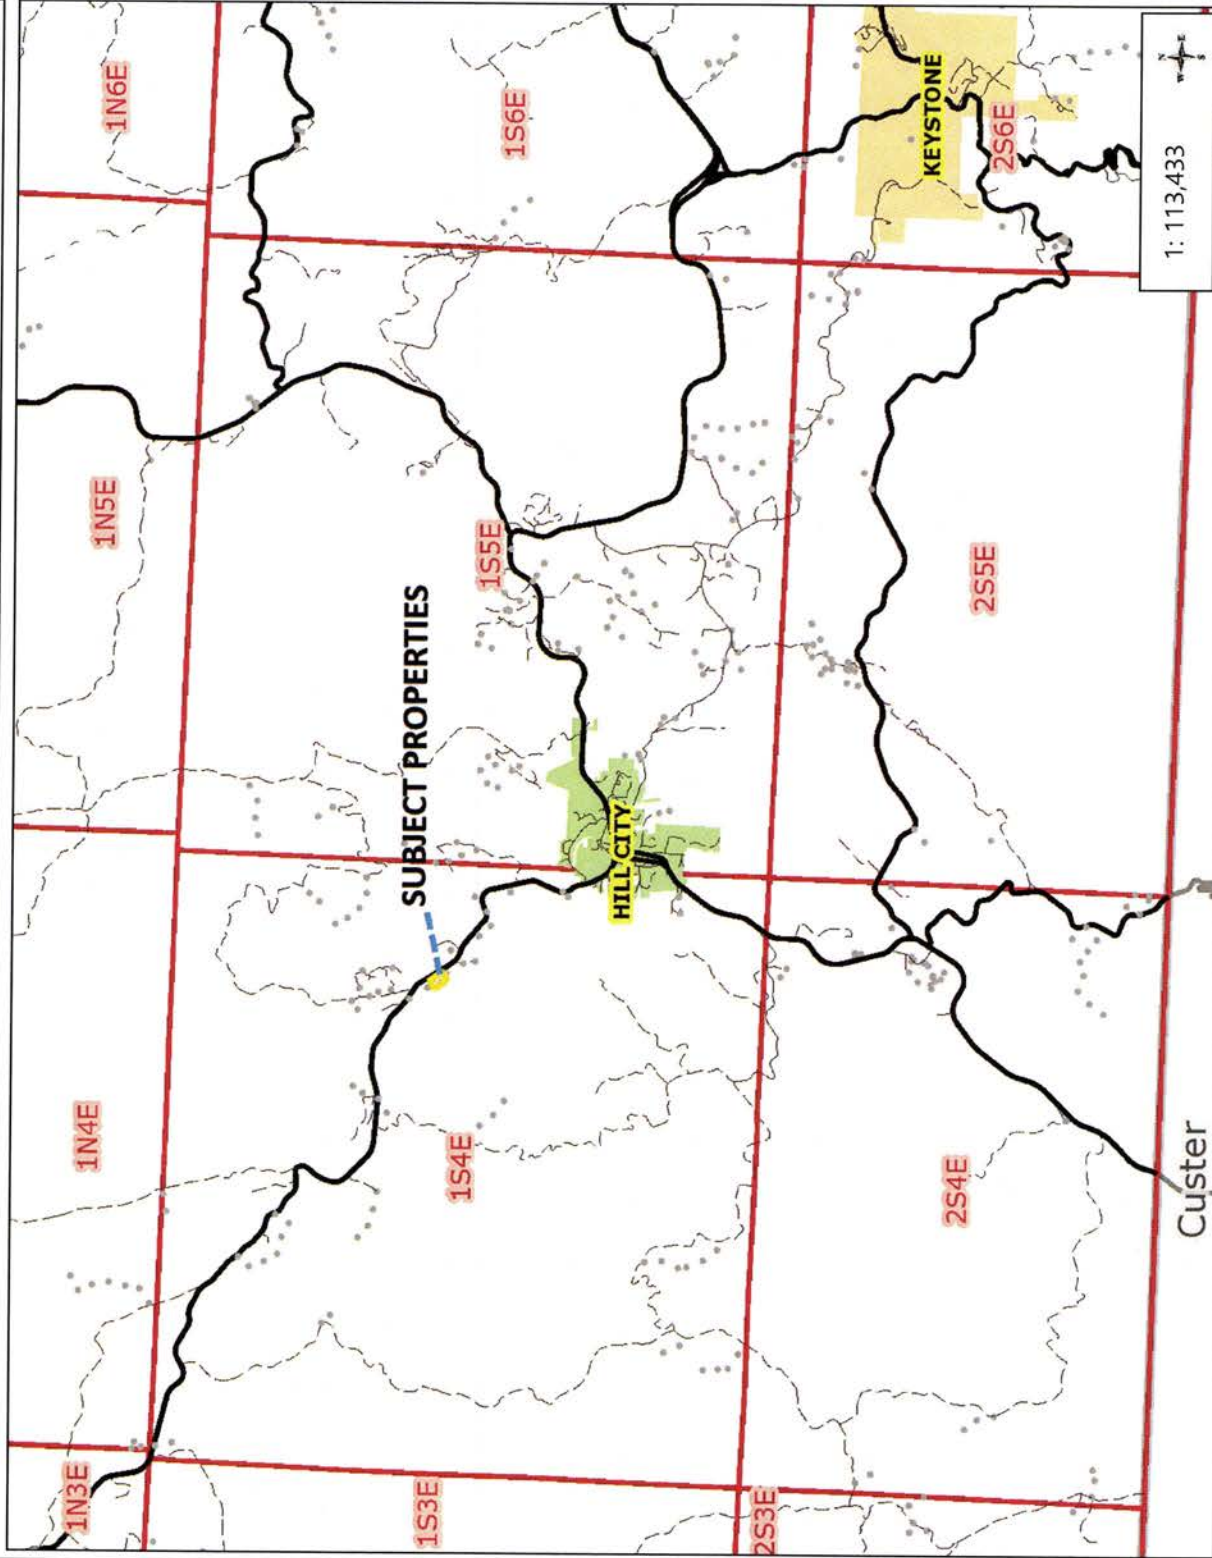 1N3E
1N4E
1N5E
1N6E
SUBJECT PROPERTIES
1S3E
1S4E
1S5E
1S6E
HILL CITY
KEYSTONE
2S3E
2S4E
2S5E
2S6E
Custer
1: 113,433
N
W
E
S